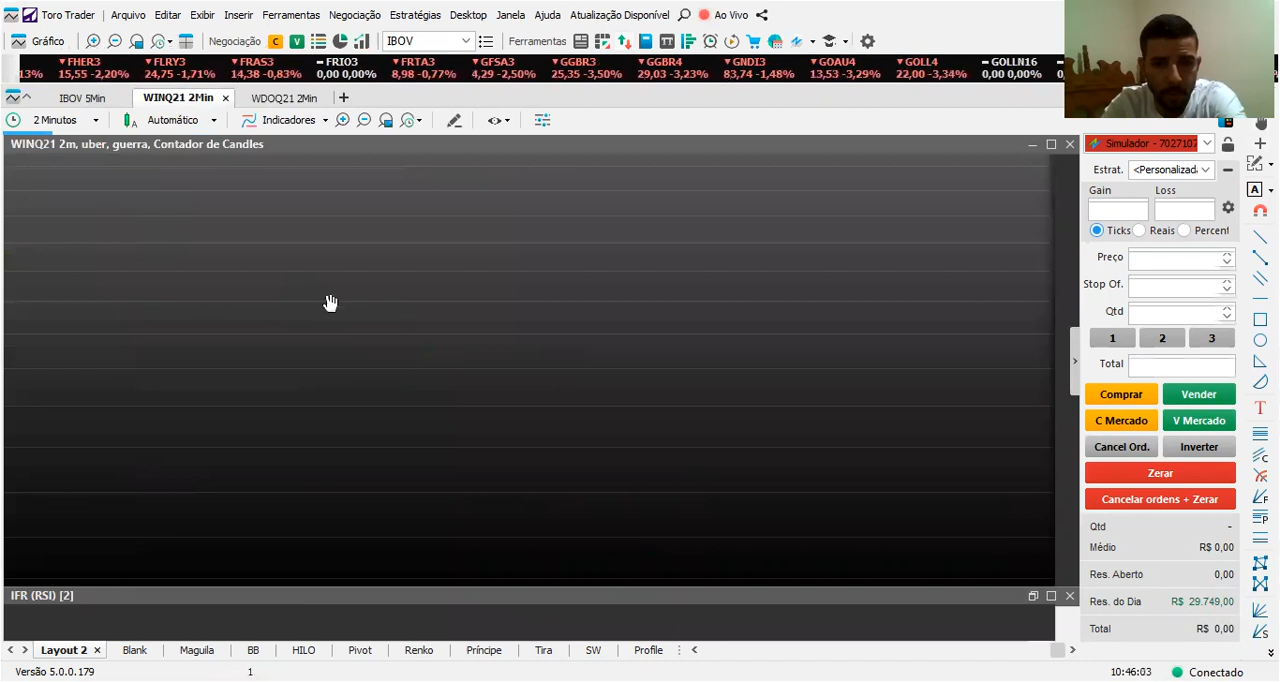 Toro Trader Arquivo Editar Exibir Inserir Ferramentas Negociação Estratégias Desktop Janela Ajuda Atualização Disponível Ao Vivo
Gráfico Negociação C V IBOV Ferramentas
FHER3 FLRY3 FRAS3 FRIO3 FRTA3 GFSA3 GGBR3 GGBR4 GNDI3 GOAU4 GOLL4 GOLLN16
13% 15,55 -2,20% 24,75 -1,71% 14,38 -0,83% 0,00 0,00% 8,98 -0,77% 4,29 -2,50% 25,35 -3,50% 29,03 -3,23% 83,74 -1,48% 13,53 -3,29% 22,00 -3,34% 0,00 0,00%
IBOV 5Min WINQ21 2Min WDOQ21 2Min
2 Minutos Automático Indicadores
WINQ21 2m, uber, guerra, Contador de Candles
Simulador - 7027107
Estrat. <Personalizad
Gain Loss
Ticks Reais Percent
Preço
Stop Of.
Qtd
1 2 3
Total
Comprar Vender
C Mercado V Mercado
Cancel Ord. Inverter
Zerar
Cancelar ordens + Zerar
Qtd -
Médio R$ 0,00
Res. Aberto 0,00
Res. do Dia R$ 29.749,00
Total R$ 0,00
IFR (RSI) [2]
Layout 2 Blank Maguila BB HILO Pivot Renko Príncipe Tira SW Profile
Versão 5.0.0.179 1 10:46:03 Conectado